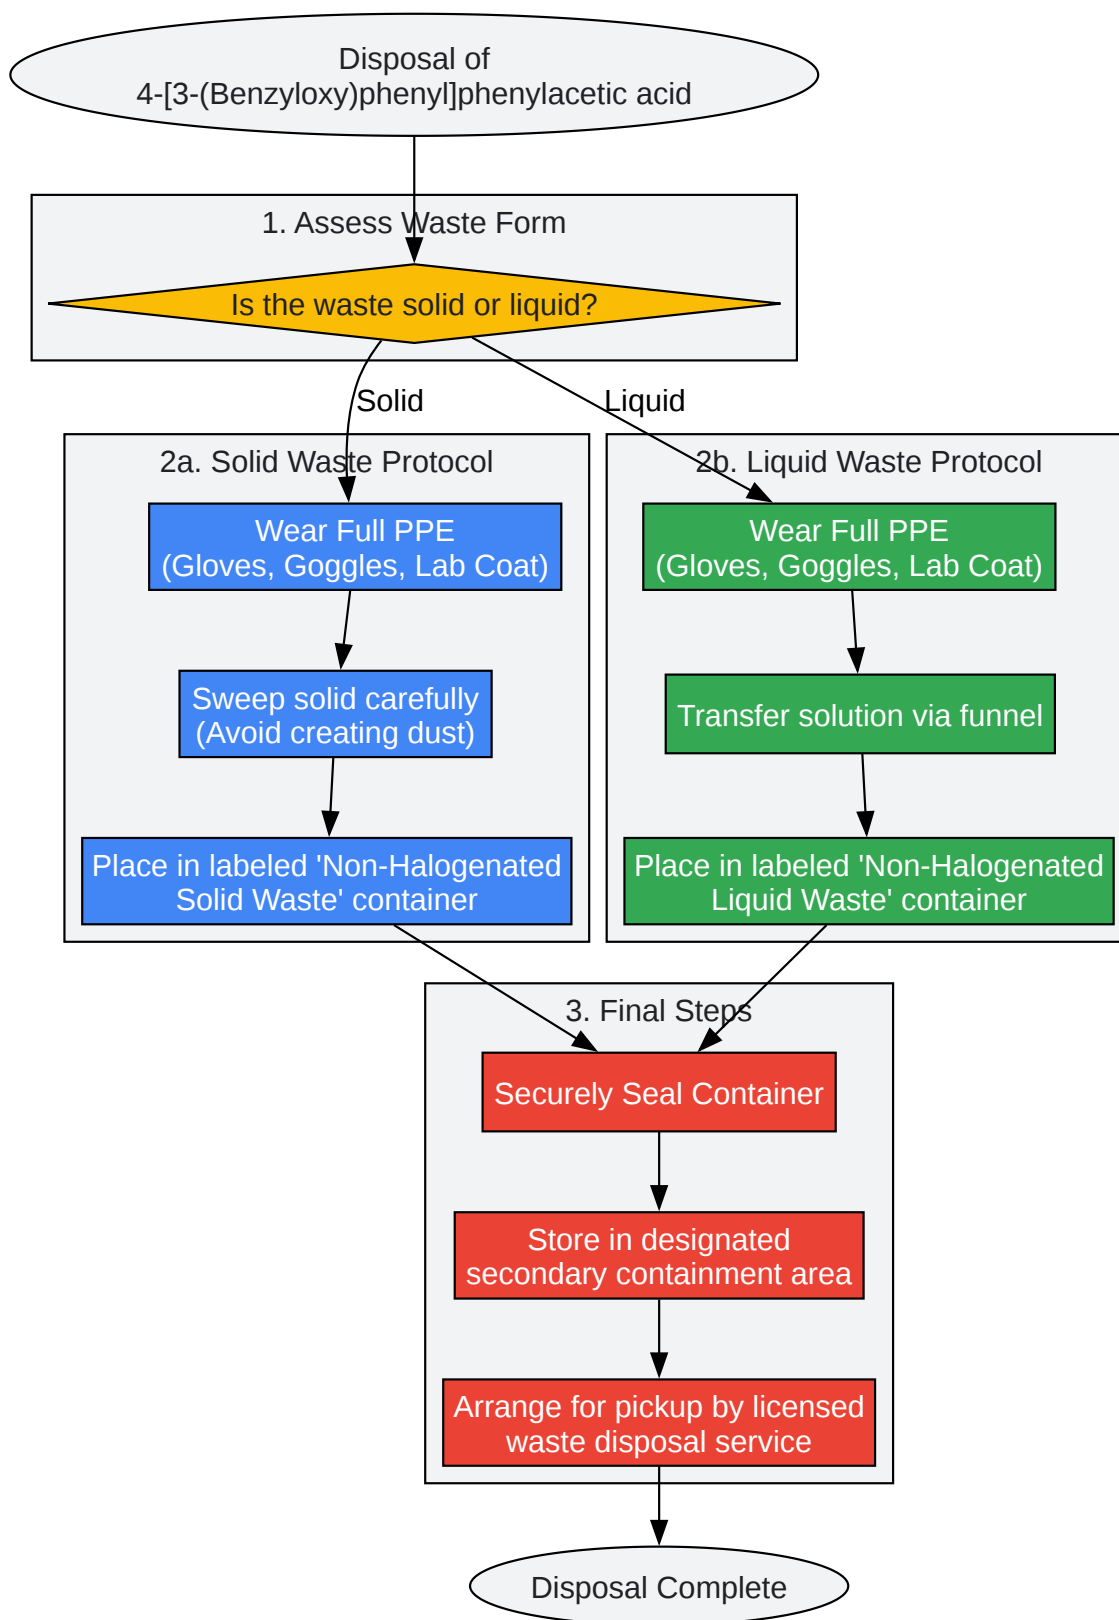 Disposal of
4-[3-(Benzyloxy)phenyl]phenylacetic acid
1. Assess Waste Form
Is the waste solid or liquid?
Solid
Liquid
2a. Solid Waste Protocol
Wear Full PPE
(Gloves, Goggles, Lab Coat)
Sweep solid carefully
(Avoid creating dust)
Place in labeled 'Non-Halogenated
Solid Waste' container
2b. Liquid Waste Protocol
Wear Full PPE
(Gloves, Goggles, Lab Coat)
Transfer solution via funnel
Place in labeled 'Non-Halogenated
Liquid Waste' container
3. Final Steps
Securely Seal Container
Store in designated
secondary containment area
Arrange for pickup by licensed
waste disposal service
Disposal Complete